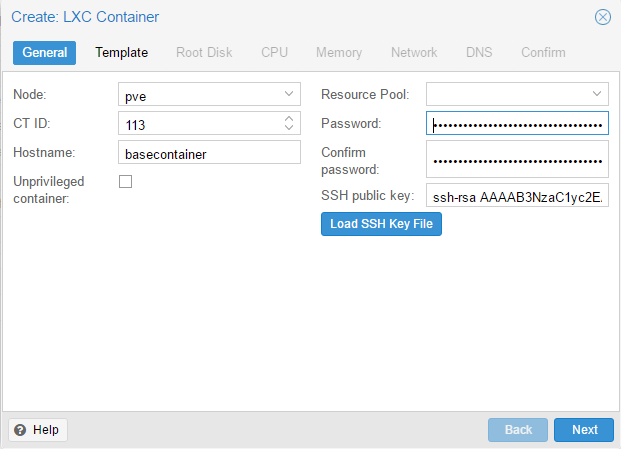 Create: LXC Container
General Template Root Disk CPU Memory Network DNS Confirm
Node: pve
CT ID: 113
Hostname: basecontainer
Unprivileged
container:
Resource Pool:
Password: ••••••••••••••••••••••••••••••••••
Confirm
password: ••••••••••••••••••••••••••••••••••
SSH public key: ssh-rsa AAAAB3NzaC1yc2E.
Load SSH Key File
Help Back Next